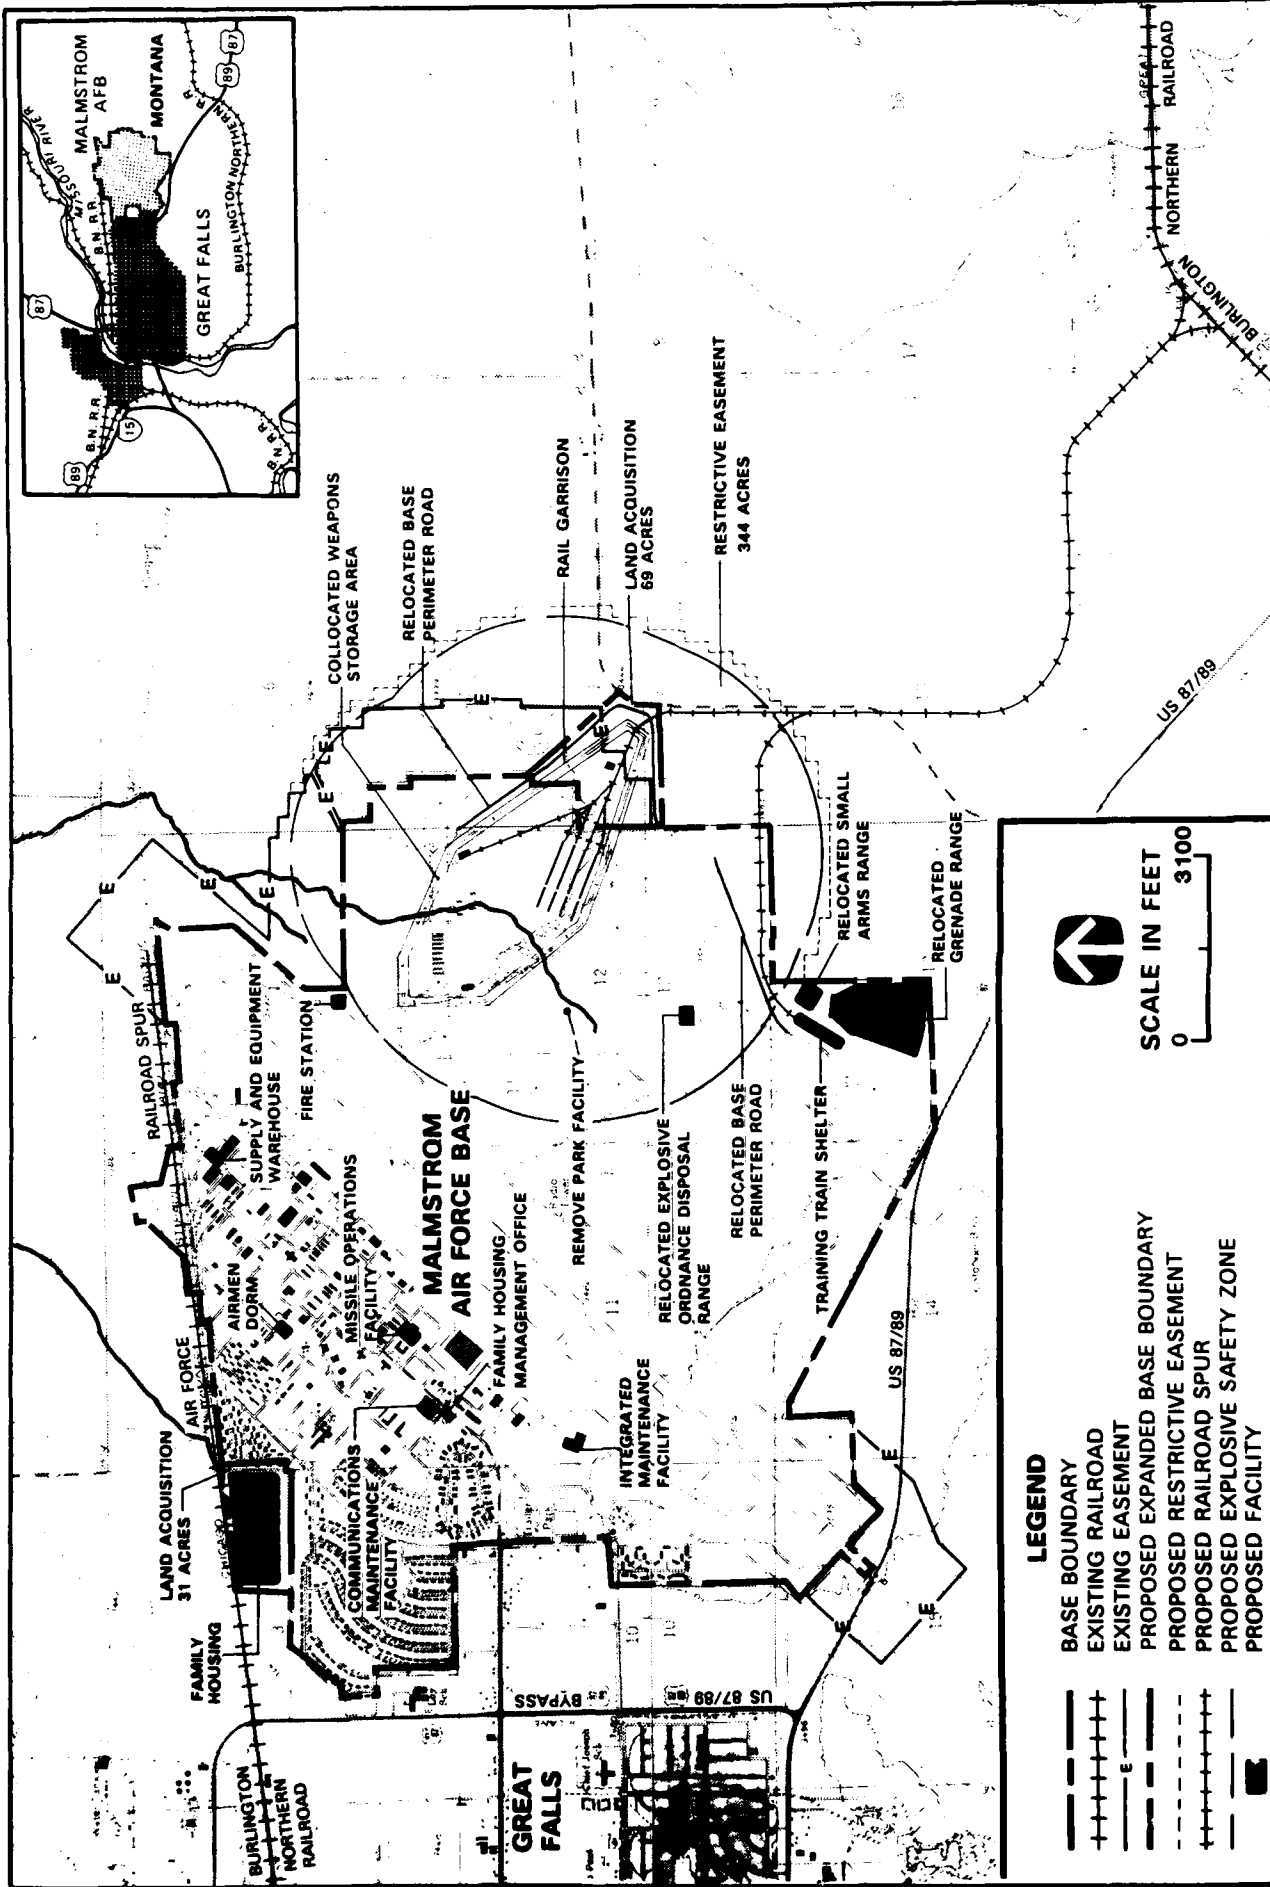 MISSOURI RIVER
MALMSTROM
AFB
MONTANA
87
89
87
B.N. R.R.
GREAT FALLS
BURLINGTON NORTHERN
R.R.
B.N. R.R.
15
89
B.N. R.R.
COLLOCATED WEAPONS
STORAGE AREA
RELOCATED BASE
PERIMETER ROAD
RAIL GARRISON
LAND ACQUISITION
69 ACRES
RESTRICTIVE EASEMENT
344 ACRES
NORTHERN
RAILROAD
BURLINGTON
US 87/89
RAILROAD SPUR
SUPPLY AND EQUIPMENT
WAREHOUSE
FIRE STATION
AIR FORCE
AIRMEN
DORM
MISSILE OPERATIONS
FACILITY
MALMSTROM
AIR FORCE BASE
FAMILY HOUSING
MANAGEMENT OFFICE
REMOVE PARK FACILITY
RELOCATED EXPLOSIVE
ORDNANCE DISPOSAL
RANGE
RELOCATED BASE
PERIMETER ROAD
TRAINING TRAIN SHELTER
RELOCATED SMALL
ARMS RANGE
RELOCATED
GRENADE RANGE
LAND ACQUISITION
31 ACRES
FAMILY
HOUSING
COMMUNICATIONS
MAINTENANCE
FACILITY
INTEGRATED
MAINTENANCE
FACILITY
US 87/89
BURLINGTON
NORTHERN
RAILROAD
GREAT
FALLS
US 87/89
BYPASS
E
E
E
E
E
E
E
E
E
E
E
E
10
11
12
14
LEGEND
BASE BOUNDARY
EXISTING RAILROAD
E EXISTING EASEMENT
PROPOSED EXPANDED BASE BOUNDARY
PROPOSED RESTRICTIVE EASEMENT
PROPOSED RAILROAD SPUR
PROPOSED EXPLOSIVE SAFETY ZONE
PROPOSED FACILITY
SCALE IN FEET
0 3100